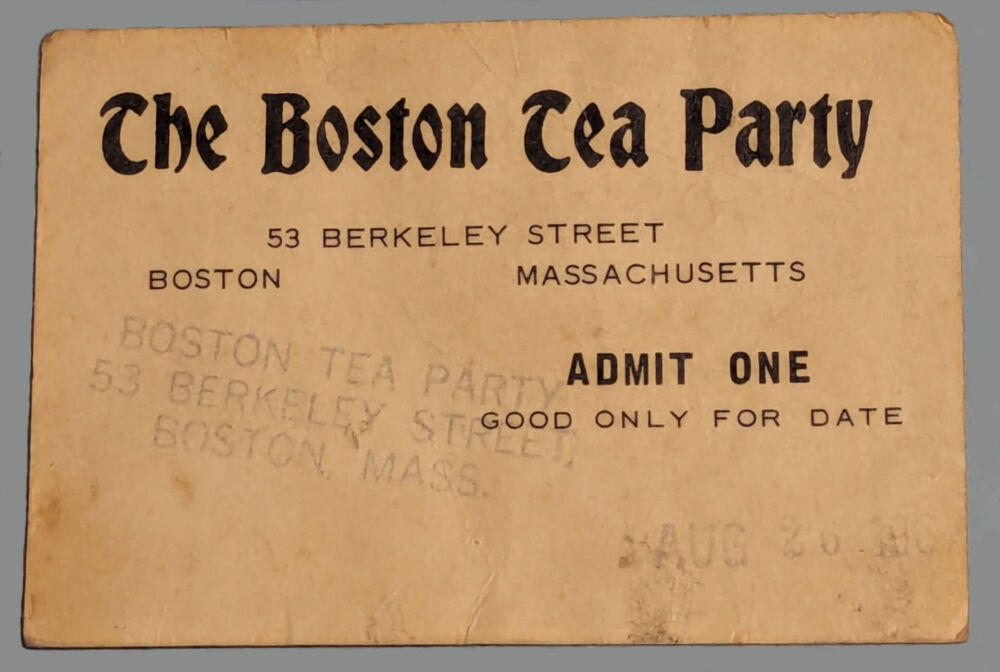 The Boston Tea Party
53 BERKELEY STREET
BOSTON MASSACHUSETTS
BOSTON TEA PARTY
53 BERKELEY STREET,
BOSTON, MASS.
ADMIT ONE
GOOD ONLY FOR DATE
AUG 26